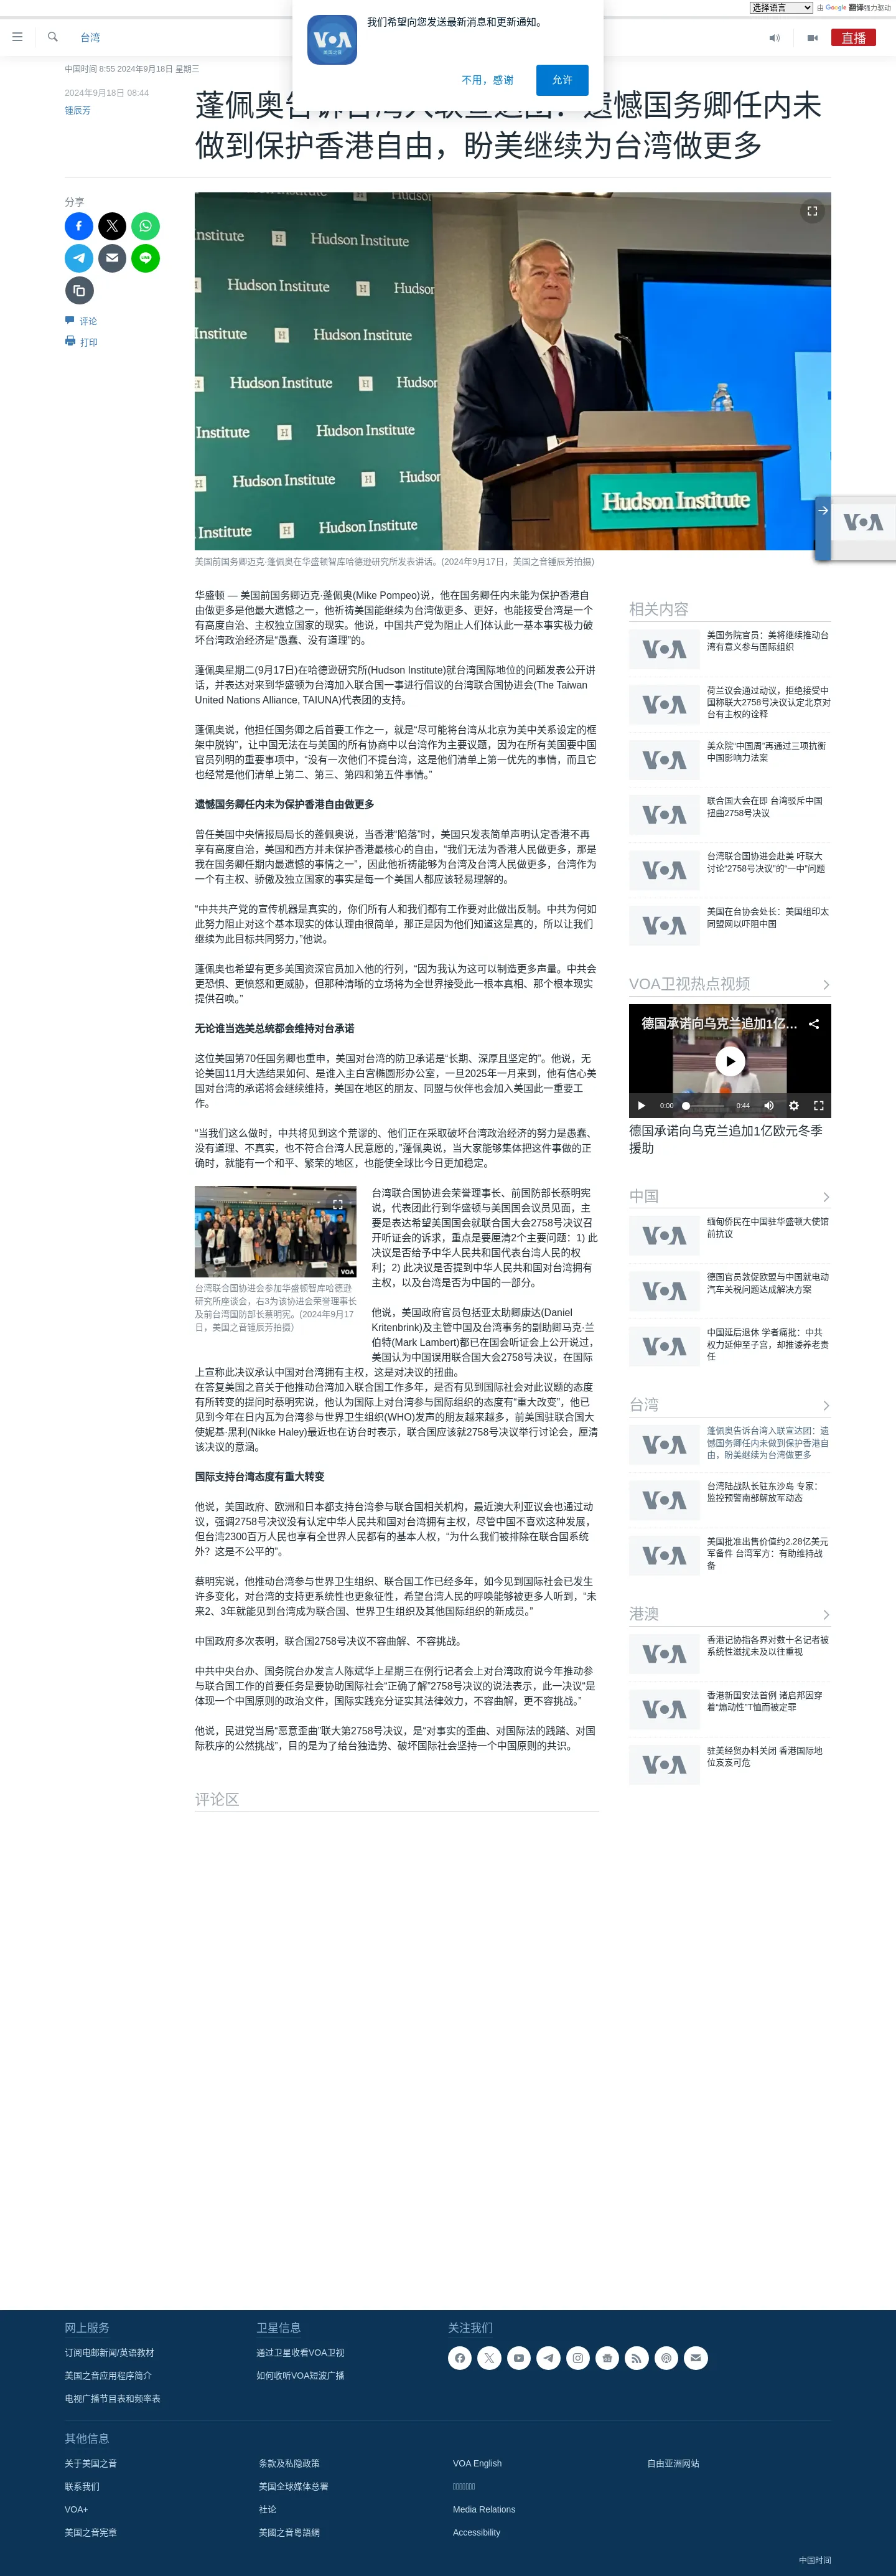 选择语言
由 Google 翻译强力驱动
我们希望向您发送最新消息和更新通知。
不用，感谢
允许
台湾
直播
中国时间 8:55 2024年9月18日 星期三
2024年9月18日 08:44
锺辰芳
遗憾国务卿任内未
做到保护香港自由，盼美继续为台湾做更多
分享
评论
打印
HUDSON INSTITUTE
Hudson Institute
美国前国务卿迈克·蓬佩奥在华盛顿智库哈德逊研究所发表讲话。(2024年9月17日，美国之音锺辰芳拍摄)
华盛顿 — 美国前国务卿迈克·蓬佩奥(Mike Pompeo)说，他在国务卿任内未能为保护香港自
由做更多是他最大遗憾之一，他祈祷美国能继续为台湾做更多、更好，也能接受台湾是一个
有高度自治、主权独立国家的现实。他说，中国共产党为阻止人们体认此一基本事实极力破
坏台湾政治经济是“愚蠢、没有道理”的。
蓬佩奥星期二(9月17日)在哈德逊研究所(Hudson Institute)就台湾国际地位的问题发表公开讲
话，并表达对来到华盛顿为台湾加入联合国一事进行倡议的台湾联合国协进会(The Taiwan
United Nations Alliance, TAIUNA)代表团的支持。
蓬佩奥说，他担任国务卿之后首要工作之一，就是“尽可能将台湾从北京为美中关系设定的框
架中脱钩”，让中国无法在与美国的所有协商中以台湾作为主要议题，因为在所有美国要中国
官员列明的重要事项中，“没有一次他们不提台湾，这是他们清单上第一优先的事情，而且它
也经常是他们清单上第二、第三、第四和第五件事情。”
遗憾国务卿任内未为保护香港自由做更多
曾任美国中央情报局局长的蓬佩奥说，当香港“陷落”时，美国只发表简单声明认定香港不再
享有高度自治，美国和西方并未保护香港最核心的自由，“我们无法为香港人民做更多，那是
我在国务卿任期内最遗憾的事情之一”，因此他祈祷能够为台湾及台湾人民做更多，台湾作为
一个有主权、骄傲及独立国家的事实是每一个美国人都应该轻易理解的。
“中共共产党的宣传机器是真实的，你们所有人和我们都有工作要对此做出反制。中共为何如
此努力阻止对这个基本现实的体认理由很简单，那正是因为他们知道这是真的，所以让我们
继续为此目标共同努力，”他说。
蓬佩奥也希望有更多美国资深官员加入他的行列，“因为我认为这可以制造更多声量。中共会
更恐惧、更愤怒和更威胁，但那种清晰的立场将为全世界接受此一根本真相、那个根本现实
提供召唤。”
无论谁当选美总统都会维持对台承诺
这位美国第70任国务卿也重申，美国对台湾的防卫承诺是“长期、深厚且坚定的”。他说，无
论美国11月大选结果如何、是谁入主白宫椭圆形办公室，一旦2025年一月来到，他有信心美
国对台湾的承诺将会继续维持，美国在地区的朋友、同盟与伙伴也会加入美国此一重要工
作。
“当我们这么做时，中共将见到这个荒谬的、他们正在采取破坏台湾政治经济的努力是愚蠢、
没有道理、不真实，也不符合台湾人民意愿的，”蓬佩奥说，当大家能够集体把这件事做的正
确时，就能有一个和平、繁荣的地区，也能使全球比今日更加稳定。
VOA
台湾联合国协进会参加华盛顿智库哈德逊
研究所座谈会，右3为该协进会荣誉理事长
及前台湾国防部长蔡明宪。(2024年9月17
日，美国之音锺辰芳拍摄)
台湾联合国协进会荣誉理事长、前国防部长蔡明宪
说，代表团此行到华盛顿与美国国会议员见面，主
要是表达希望美国国会就联合国大会2758号决议召
开听证会的诉求，重点是要厘清2个主要问题：1) 此
决议是否给予中华人民共和国代表台湾人民的权
利；2) 此决议是否提到中华人民共和国对台湾拥有
主权，以及台湾是否为中国的一部分。
他说，美国政府官员包括亚太助卿康达(Daniel
Kritenbrink)及主管中国及台湾事务的副助卿马克·兰
伯特(Mark Lambert)都已在国会听证会上公开说过，
美国认为中国误用联合国大会2758号决议，在国际
上宣称此决议承认中国对台湾拥有主权，这是对决议的扭曲。
在答复美国之音关于他推动台湾加入联合国工作多年，是否有见到国际社会对此议题的态度
有所转变的提问时蔡明宪说，他认为国际上对台湾参与国际组织的态度有“重大改变”，他已
见到今年在日内瓦为台湾参与世界卫生组织(WHO)发声的朋友越来越多，前美国驻联合国大
使妮基·黑利(Nikke Haley)最近也在访台时表示，联合国应该就2758号决议举行讨论会，厘清
该决议的意涵。
国际支持台湾态度有重大转变
他说，美国政府、欧洲和日本都支持台湾参与联合国相关机构，最近澳大利亚议会也通过动
议，强调2758号决议没有认定中华人民共和国对台湾拥有主权，尽管中国不喜欢这种发展，
但台湾2300百万人民也享有全世界人民都有的基本人权，“为什么我们被排除在联合国系统
外？这是不公平的”。
蔡明宪说，他推动台湾参与世界卫生组织、联合国工作已经多年，如今见到国际社会已发生
许多变化，对台湾的支持更系统性也更象征性，希望台湾人民的呼唤能够被更多人听到，“未
来2、3年就能见到台湾成为联合国、世界卫生组织及其他国际组织的新成员。”
中国政府多次表明，联合国2758号决议不容曲解、不容挑战。
中共中央台办、国务院台办发言人陈斌华上星期三在例行记者会上对台湾政府说今年推动参
与联合国工作的首要任务是要协助国际社会“正确了解”2758号决议的说法表示，此一决议“是
体现一个中国原则的政治文件，国际实践充分证实其法律效力，不容曲解，更不容挑战。”
他说，民进党当局“恶意歪曲”联大第2758号决议，是“对事实的歪曲、对国际法的践踏、对国
际秩序的公然挑战”，目的是为了给台独造势、破坏国际社会坚持一个中国原则的共识。
评论区
相关内容
美国务院官员：美将继续推动台
湾有意义参与国际组织
荷兰议会通过动议，拒绝接受中
国称联大2758号决议认定北京对
台有主权的诠释
美众院“中国周”再通过三项抗衡
中国影响力法案
联合国大会在即 台湾驳斥中国
扭曲2758号决议
台湾联合国协进会赴美 吁联大
讨论“2758号决议”的“一中”问题
美国在台协会处长：美国组印太
同盟网以吓阻中国
VOA卫视热点视频
德国承诺向乌克兰追加1亿...
0:00
0:44
德国承诺向乌克兰追加1亿欧元冬季
援助
中国
缅甸侨民在中国驻华盛顿大使馆
前抗议
德国官员敦促欧盟与中国就电动
汽车关税问题达成解决方案
中国延后退休 学者痛批：中共
权力延伸至子宫，却推诿养老责
任
台湾
蓬佩奥告诉台湾入联宣达团：遗
憾国务卿任内未做到保护香港自
由，盼美继续为台湾做更多
台湾陆战队长驻东沙岛 专家：
监控预警南部解放军动态
美国批准出售价值约2.28亿美元
军备件 台湾军方：有助维持战
备
港澳
香港记协指各界对数十名记者被
系统性滋扰未及以往重视
香港新国安法首例 诸启邦因穿
着“煽动性”T恤而被定罪
驻美经贸办料关闭 香港国际地
位岌岌可危
网上服务
订阅电邮新闻/英语教材
美国之音应用程序简介
电视广播节目表和频率表
卫星信息
通过卫星收看VOA卫视
如何收听VOA短波广播
关注我们
其他信息
关于美国之音
联系我们
VOA+
美国之音宪章
条款及私隐政策
美国全球媒体总署
社论
美國之音粵語網
VOA English
Media Relations
Accessibility
自由亚洲网站
中国时间